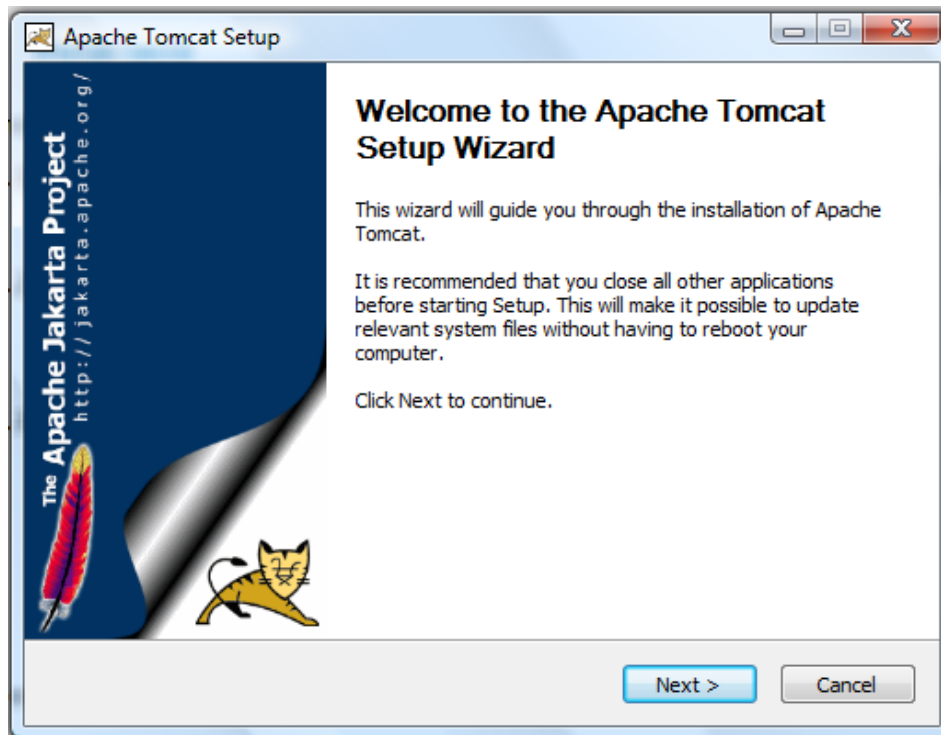 Apache Tomcat Setup
The Apache Jakarta Project
http://jakarta.apache.org/
Welcome to the Apache Tomcat
Setup Wizard
This wizard will guide you through the installation of Apache
Tomcat.
It is recommended that you close all other applications
before starting Setup. This will make it possible to update
relevant system files without having to reboot your
computer.
Click Next to continue.
Next >
Cancel